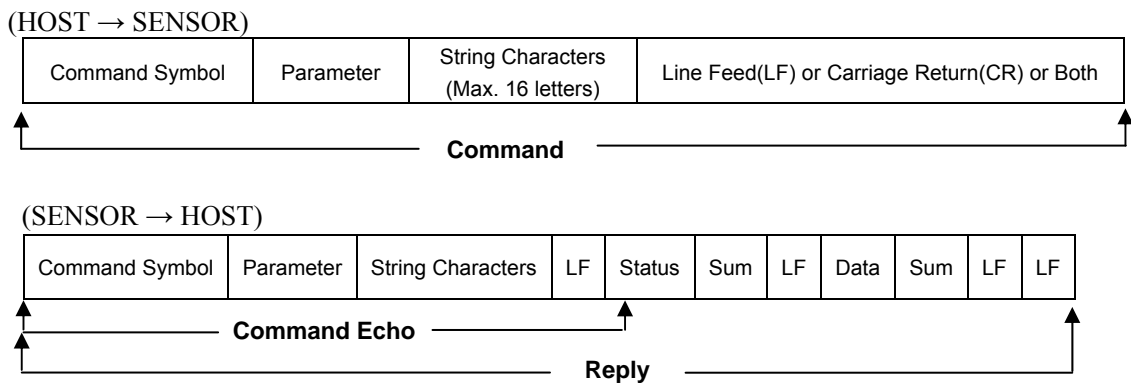 (HOST → SENSOR)
Command Symbol Parameter String Characters (Max. 16 letters) Line Feed(LF) or Carriage Return(CR) or Both
Command
(SENSOR → HOST)
Command Symbol Parameter String Characters LF Status Sum LF Data Sum LF LF
Command Echo
Reply